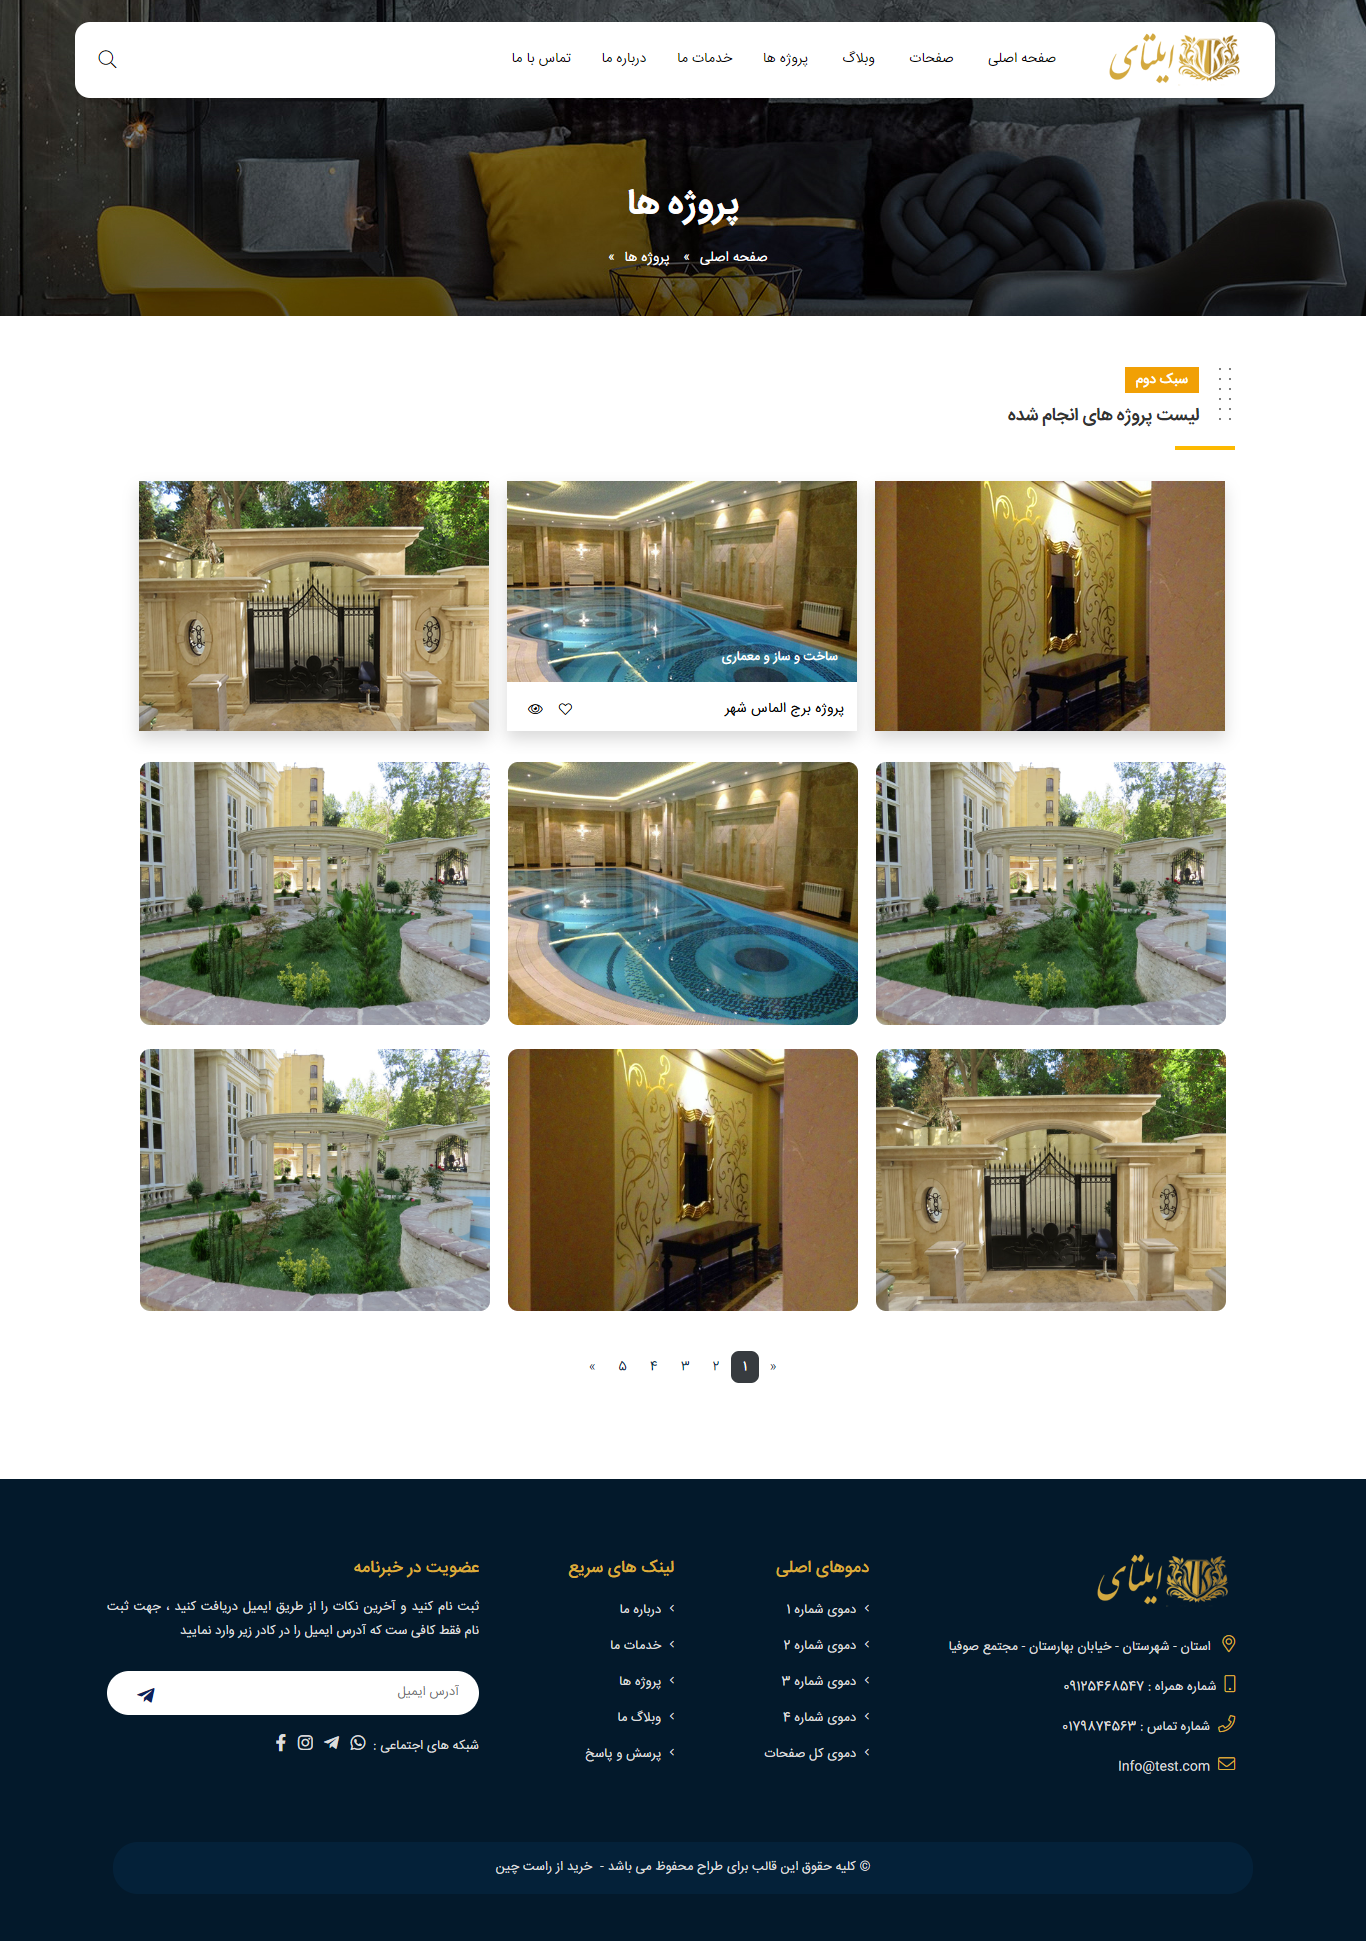 ایلتای
صفحه اصلی
صفحات
وبلاگ
پروژه ها
خدمات ما
درباره ما
تماس با ما
پروژه ها
صفحه اصلی » پروژه ها »
سبک دوم
لیست پروژه های انجام شده
ساخت و ساز و معماری
پروژه برج الماس شهر
« ۱ ۲ ۳ ۴ ۵ »
ایلتای
استان - شهرستان - خیابان بهارستان - مجتمع صوفیا
شماره همراه : ۰۹۱۲۵۴۶۸۵۴۷
شماره تماس : ۰۱۷۹۸۷۴۵۶۳
Info@test.com
دموهای اصلی
دموی شماره ۱
دموی شماره ۲
دموی شماره ۳
دموی شماره ۴
دموی کل صفحات
لینک های سریع
درباره ما
خدمات ما
پروژه ها
وبلاگ ما
پرسش و پاسخ
عضویت در خبرنامه
ثبت نام کنید و آخرین نکات را از طریق ایمیل دریافت کنید ، جهت ثبت
نام فقط کافی ست که آدرس ایمیل را در کادر زیر وارد نمایید
آدرس ایمیل
شبکه های اجتماعی :
© کلیه حقوق این قالب برای طراح محفوظ می باشد - خرید از راست چین